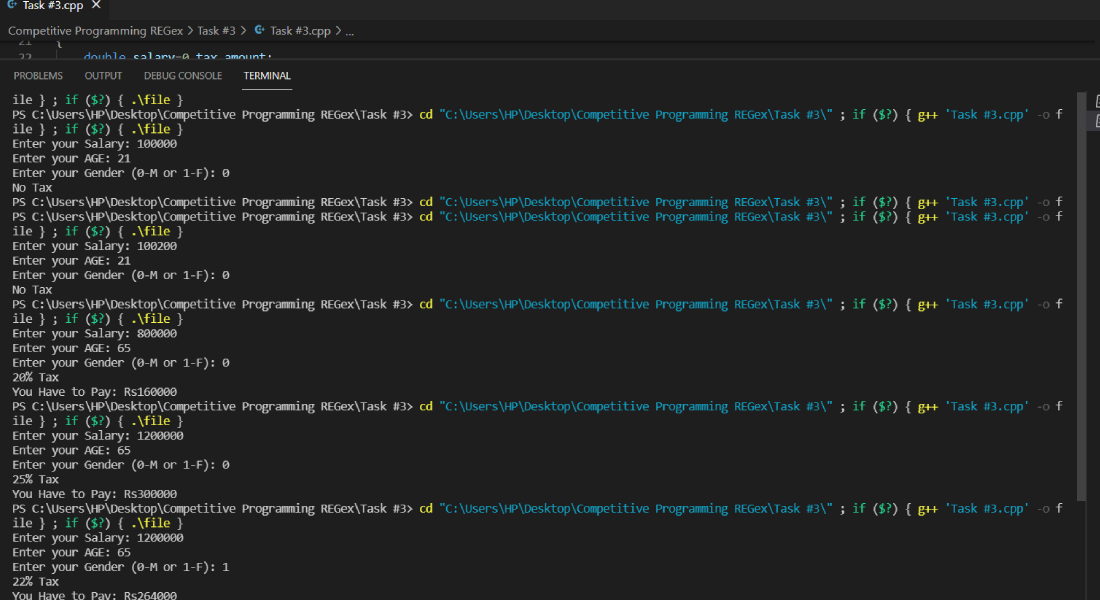 Task #3.cpp ×
Competitive Programming REGex > Task #3 > Task #3.cpp > ...
21 {
22 double salary=0,tax_amount;
PROBLEMS OUTPUT DEBUG CONSOLE TERMINAL
ile } ; if ($?) { .\file }
PS C:\Users\HP\Desktop\Competitive Programming REGex\Task #3> cd "C:\Users\HP\Desktop\Competitive Programming REGex\Task #3\" ; if ($?) { g++ 'Task #3.cpp' -o f
ile } ; if ($?) { .\file }
Enter your Salary: 100000
Enter your AGE: 21
Enter your Gender (0-M or 1-F): 0
No Tax
PS C:\Users\HP\Desktop\Competitive Programming REGex\Task #3> cd "C:\Users\HP\Desktop\Competitive Programming REGex\Task #3\" ; if ($?) { g++ 'Task #3.cpp' -o f
PS C:\Users\HP\Desktop\Competitive Programming REGex\Task #3> cd "C:\Users\HP\Desktop\Competitive Programming REGex\Task #3\" ; if ($?) { g++ 'Task #3.cpp' -o f
ile } ; if ($?) { .\file }
Enter your Salary: 100200
Enter your AGE: 21
Enter your Gender (0-M or 1-F): 0
No Tax
PS C:\Users\HP\Desktop\Competitive Programming REGex\Task #3> cd "C:\Users\HP\Desktop\Competitive Programming REGex\Task #3\" ; if ($?) { g++ 'Task #3.cpp' -o f
ile } ; if ($?) { .\file }
Enter your Salary: 800000
Enter your AGE: 65
Enter your Gender (0-M or 1-F): 0
20% Tax
You Have to Pay: Rs160000
PS C:\Users\HP\Desktop\Competitive Programming REGex\Task #3> cd "C:\Users\HP\Desktop\Competitive Programming REGex\Task #3\" ; if ($?) { g++ 'Task #3.cpp' -o f
ile } ; if ($?) { .\file }
Enter your Salary: 1200000
Enter your AGE: 65
Enter your Gender (0-M or 1-F): 0
25% Tax
You Have to Pay: Rs300000
PS C:\Users\HP\Desktop\Competitive Programming REGex\Task #3> cd "C:\Users\HP\Desktop\Competitive Programming REGex\Task #3\" ; if ($?) { g++ 'Task #3.cpp' -o f
ile } ; if ($?) { .\file }
Enter your Salary: 1200000
Enter your AGE: 65
Enter your Gender (0-M or 1-F): 1
22% Tax
You Have to Pay: Rs264000